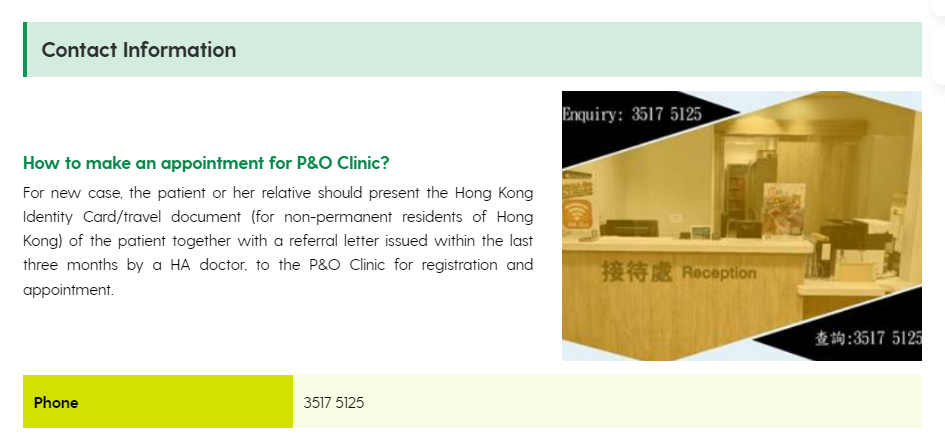 Contact Information
How to make an appointment for P&O Clinic?
For new case, the patient or her relative should present the Hong Kong
Identity Card/travel document (for non-permanent residents of Hong
Kong) of the patient together with a referral letter issued within the last
three months by a HA doctor, to the P&O Clinic for registration and
appointment.
Enquiry: 3517 5125
接待處 Reception
查詢:3517 5125
Phone
3517 5125